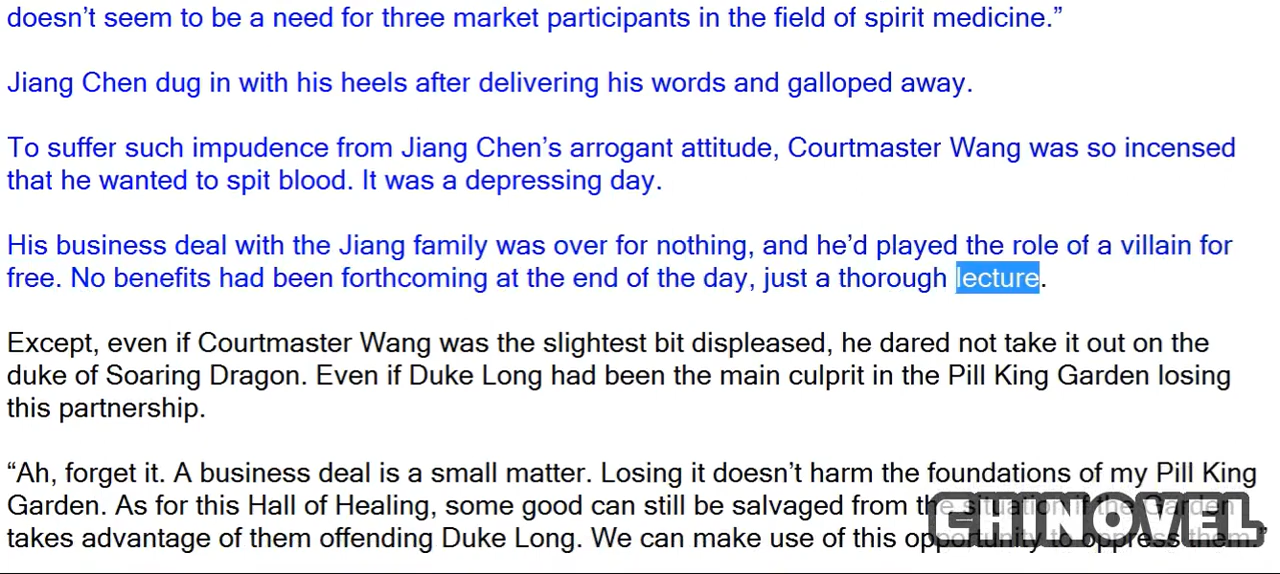 doesn’t seem to be a need for three market participants in the field of spirit medicine.”
Jiang Chen dug in with his heels after delivering his words and galloped away.
To suffer such impudence from Jiang Chen’s arrogant attitude, Courtmaster Wang was so incensed
that he wanted to spit blood. It was a depressing day.
His business deal with the Jiang family was over for nothing, and he’d played the role of a villain for
free. No benefits had been forthcoming at the end of the day, just a thorough lecture.
Except, even if Courtmaster Wang was the slightest bit displeased, he dared not take it out on the
duke of Soaring Dragon. Even if Duke Long had been the main culprit in the Pill King Garden losing
this partnership.
“Ah, forget it. A business deal is a small matter. Losing it doesn’t harm the foundations of my Pill King
Garden. As for this Hall of Healing, some good can still be salvaged from the situation if the Garden
takes advantage of them offending Duke Long. We can make use of this opportunity to oppress them.”
CHINOVEL